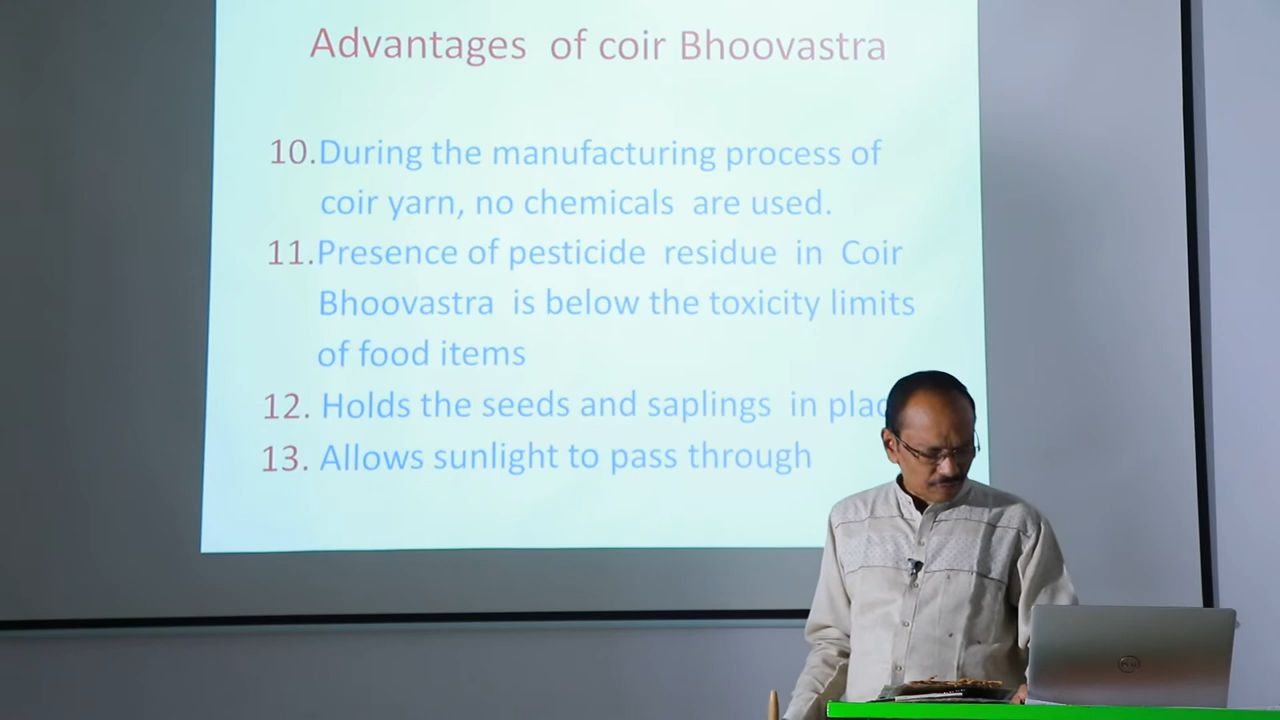 Advantages of coir Bhoovastra
10. During the manufacturing process of
coir yarn, no chemicals are used.
11. Presence of pesticide residue in Coir
Bhoovastra is below the toxicity limits
of food items
12. Holds the seeds and saplings in plac
13. Allows sunlight to pass through
DELL